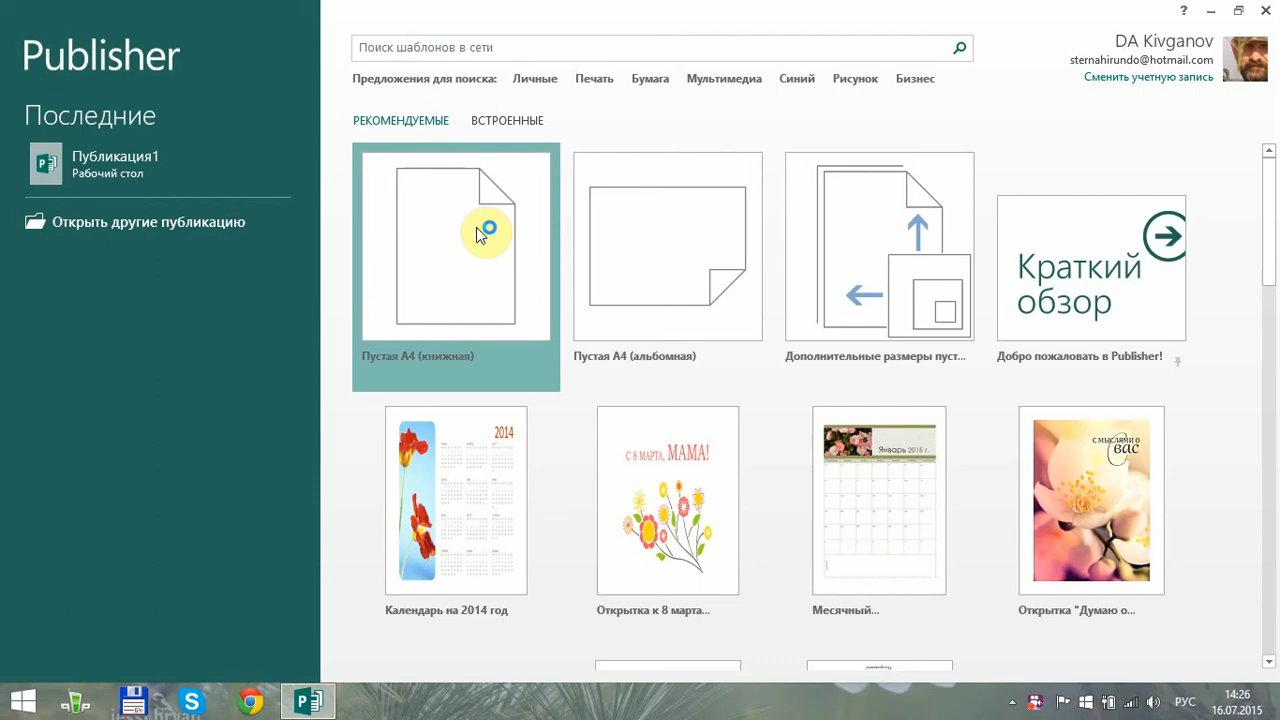 Publisher
Последние
Публикация1
Рабочий стол
Открыть другие публикацию
Поиск шаблонов в сети
Предложения для поиска: Личные Печать Бумага Мультимедиа Синий Рисунок Бизнес
РЕКОМЕНДУЕМЫЕ ВСТРОЕННЫЕ
?
DA Kivganov
sternahirundo@hotmail.com
Сменить учетную запись
Пустая А4 (книжная)
Пустая А4 (альбомная)
Дополнительные размеры пуст...
Краткий
обзор
Добро пожаловать в Publisher!
2014
Календарь на 2014 год
С 8 МАРТА, МАМА!
Открытка к 8 марта...
Январь 2015 г.
Месячный...
С МЫСЛЯМИ О
Вас
Открытка "Думаю о...
РУС
14:26
16.07.2015